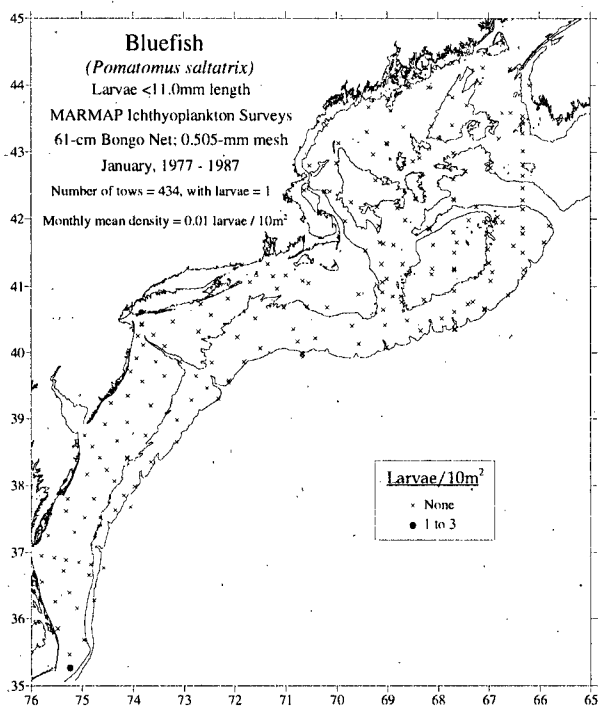 Bluefish
(Pomatomus saltatrix)
Larvae <11.0mm length
MARMAP Ichthyoplankton Surveys
61-cm Bongo Net; 0.505-mm mesh
January, 1977 - 1987
Number of tows = 434, with larvae = 1
Monthly mean density = 0.01 larvae / 10m²
45
44
43
42
41
40
39
38
37
36
35
Larvae/10m²
× None
● 1 to 3
76 75 74 73 72 71 70 69 68 67 66 65